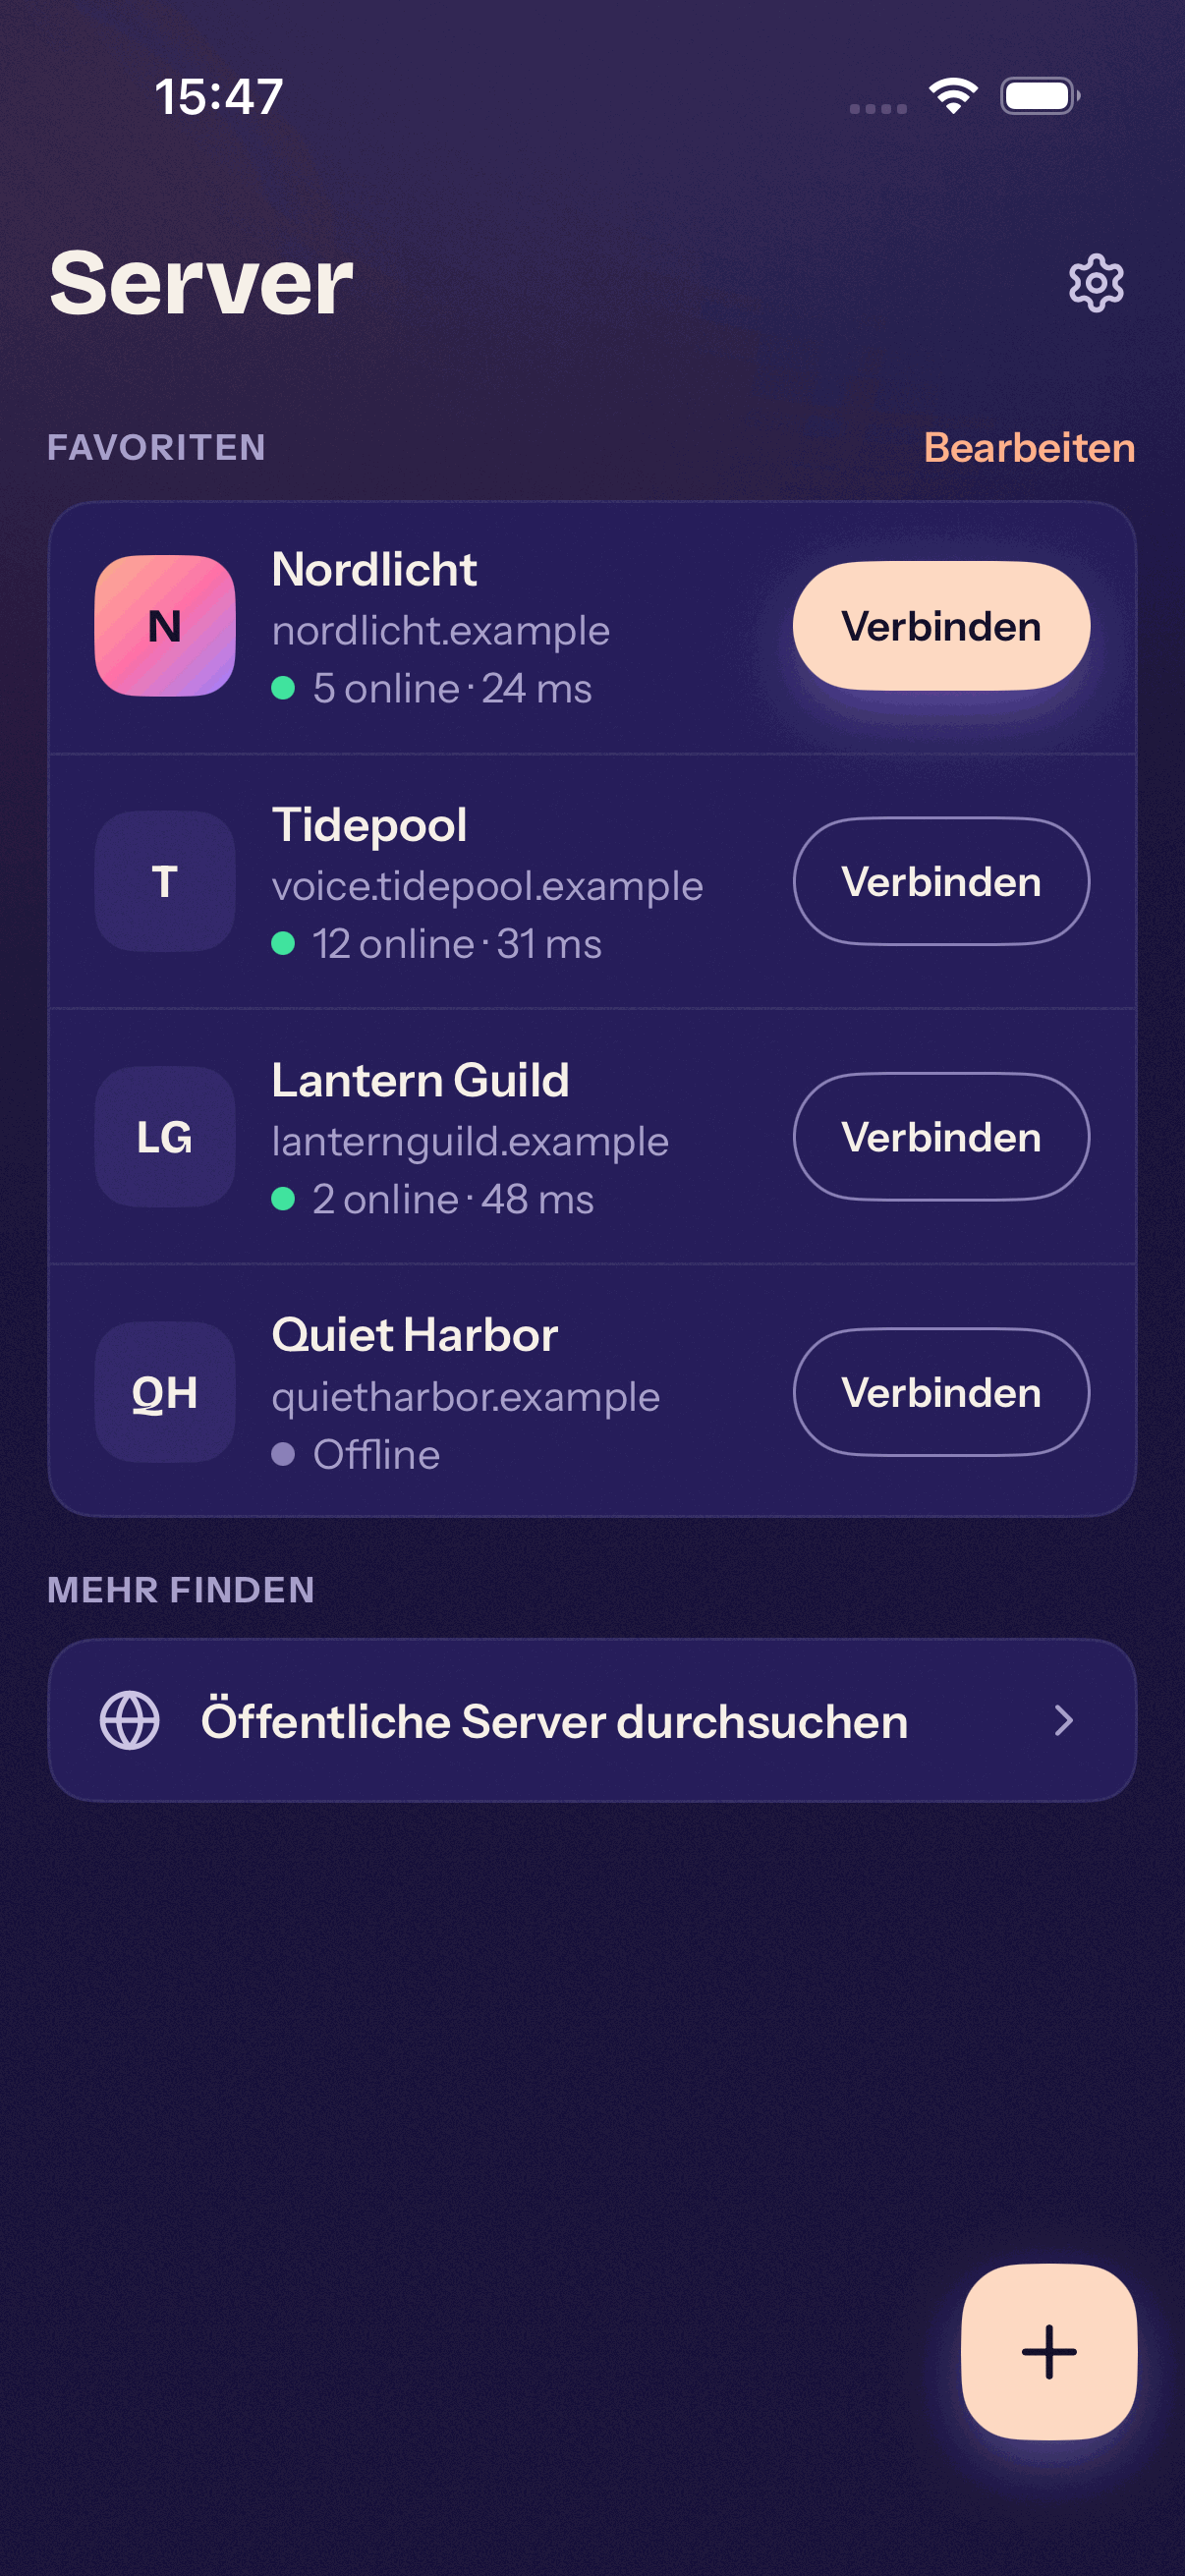 15:47
Server
FAVORITEN
Bearbeiten
N
Nordlicht
nordlicht.example
5 online · 24 ms
Verbinden
T
Tidepool
voice.tidepool.example
12 online · 31 ms
Verbinden
LG
Lantern Guild
lanternguild.example
2 online · 48 ms
Verbinden
QH
Quiet Harbor
quietharbor.example
Offline
Verbinden
MEHR FINDEN
Öffentliche Server durchsuchen